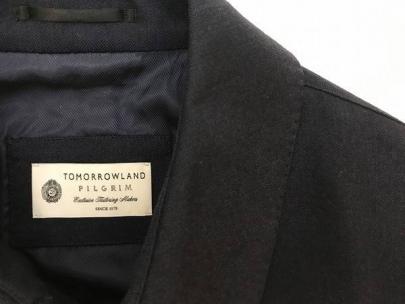 TOMORROWLAND
PILGRIM
Exclusive Tailoring Makers
SINCE 1978